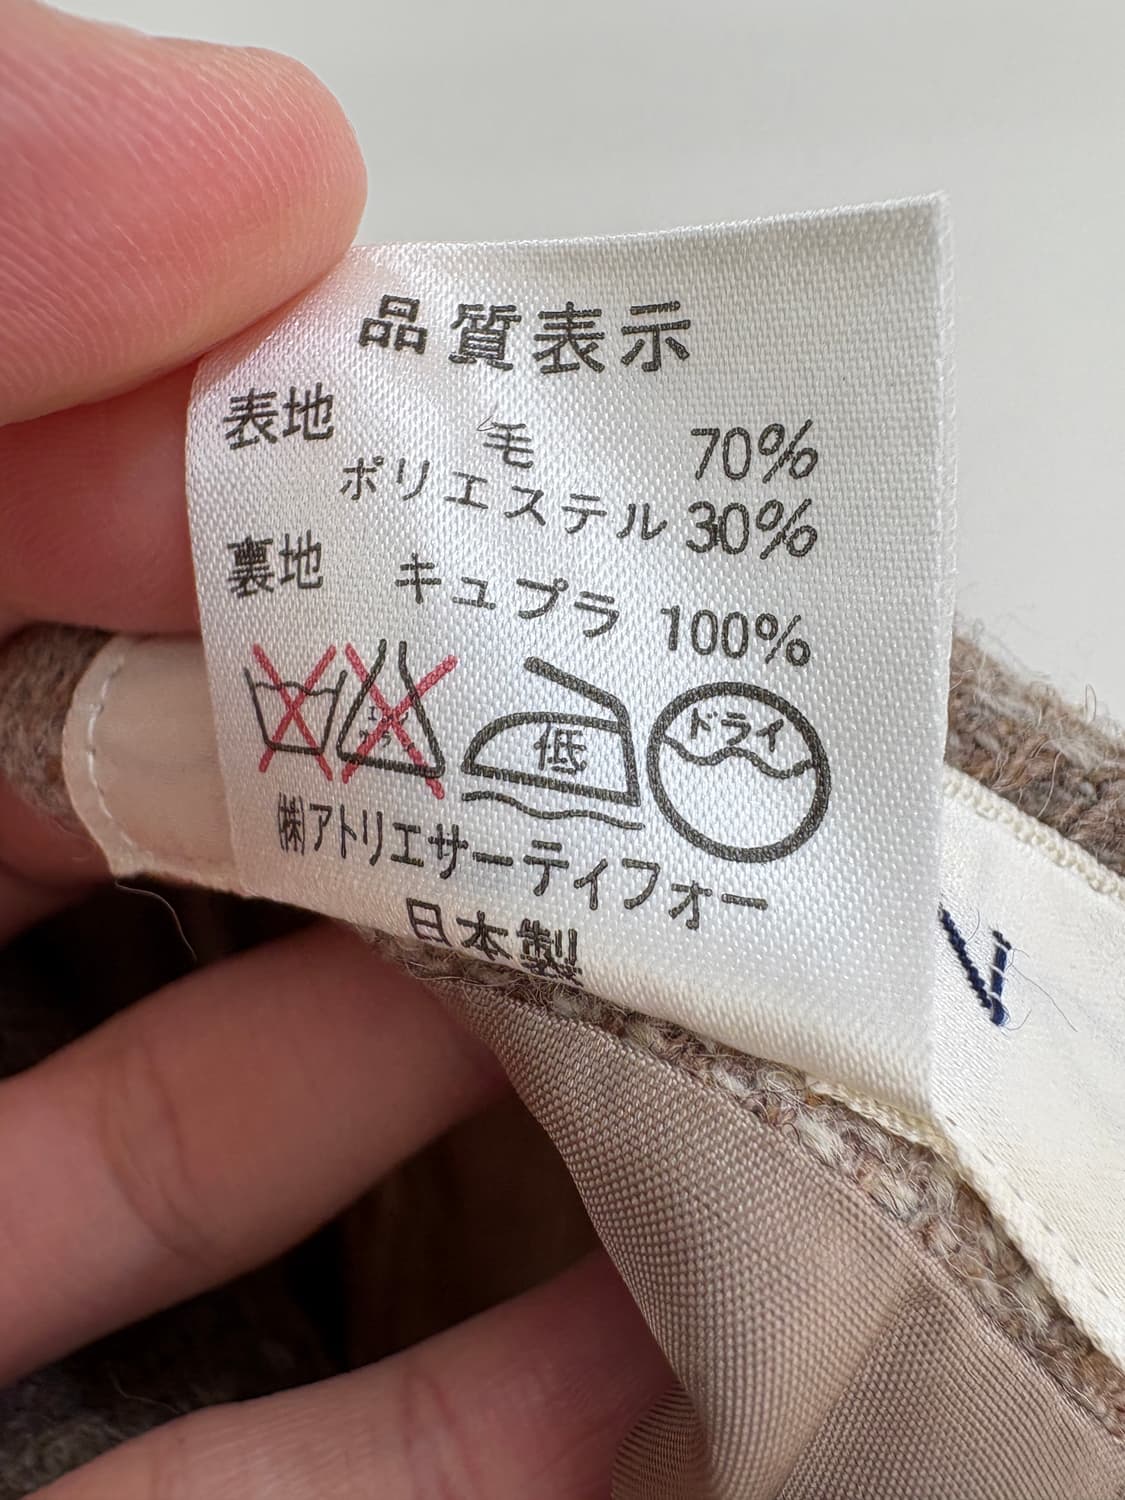 品質表示
表地 毛 70%
ポリエステル 30%
裏地 キュプラ 100%
低 ドライ
㈱アトリエサーティフォー
日本製